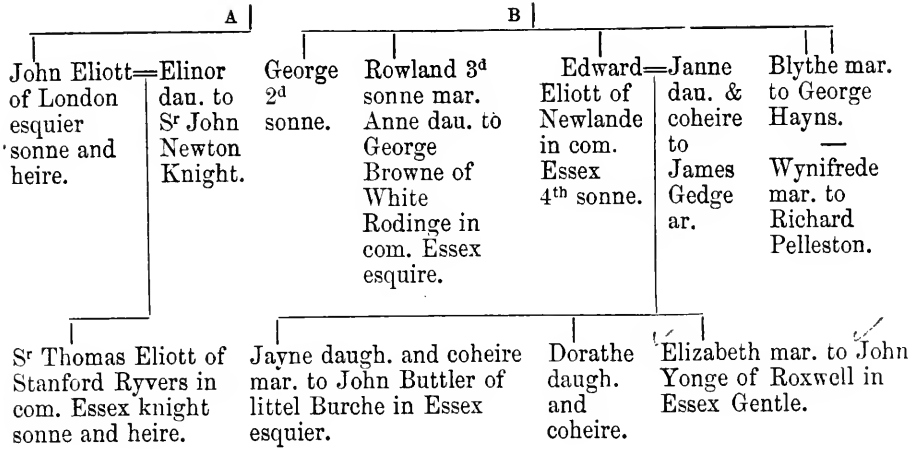 A
B
John Eliott=Elinor
of London dau. to
esquier Sr John
sonne and Newton
heire. Knight.
George
2d
sonne.
Rowland 3d
sonne mar.
Anne dau. to
George
Browne of
White
Rodinge in
com. Essex
esquire.
Edward=Janne
Eliott of dau. &
Newlande coheire
in com. to
Essex James
4th sonne. Gedge
ar.
Blythe mar.
to George
Hayns.
—
Wynifrede
mar. to
Richard
Pelleston.
Sr Thomas Eliott of
Stanford Ryvers in
com. Essex knight
sonne and heire.
Jayne daugh. and coheire
mar. to John Buttler of
littel Burche in Essex
esquier.
Dorathe
daugh.
and
coheire.
Elizabeth mar. to John
Yonge of Roxwell in
Essex Gentle.